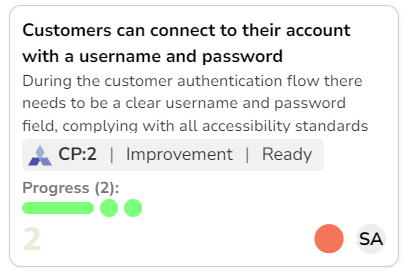 Customers can connect to their account
with a username and password
During the customer authentication flow there
needs to be a clear username and password
field, complying with all accessibility standards
CP:2 | Improvement | Ready
Progress (2):
2
SA